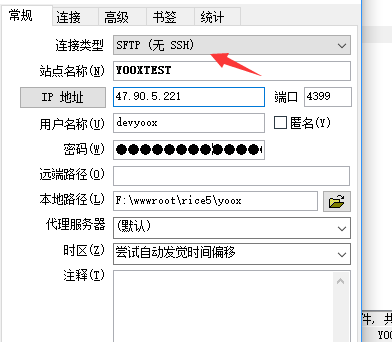 常规 连接 高级 书签 统计
连接类型 SFTP (无 SSH)
站点名称(N) YOOXTEST
IP 地址 47.90.5.221 端口 4399
用户名称(U) devyoox 匿名(Y)
密码(W) ●●●●●●●●●●●●●
远端路径(O)
本地路径(L) F:\wwwroot\rice5\yoox
代理服务器 (默认)
时区(Z) 尝试自动发觉时间偏移
注释(T)
件, 共
YO